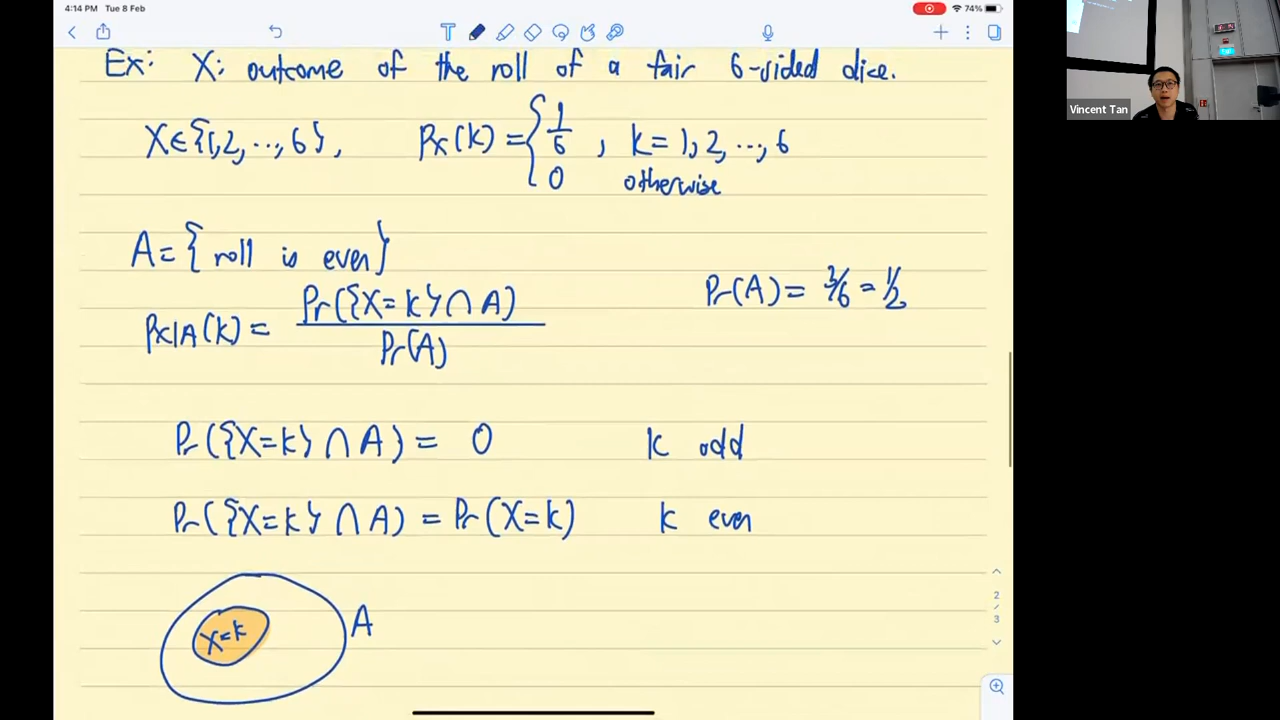 4:14 PM Tue 8 Feb
74%
Vincent Tan
Ex: X: outcome of the roll of a fair 6-sided dice.
X∈{1,2,...,6}, Px(k) = { 1/6 , k = 1, 2, ..., 6
0 otherwise
A = { roll is even}
Pr(A) = 3/6 = 1/2
Px|A(k) = Pr({X=k}∩A) / Pr(A)
Pr({X=k} ∩ A) = 0 k odd
Pr({X=k} ∩ A) = Pr(X=k) k even
X=k A
2
/
3